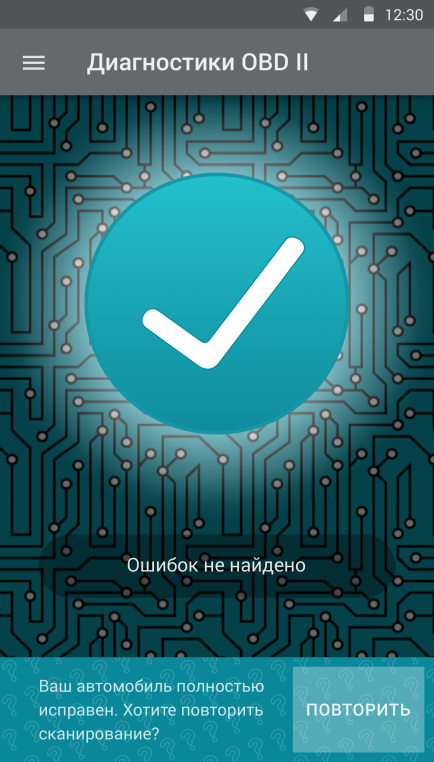 12:30
Диагностики OBD II
Ошибок не найдено
Ваш автомобиль полностью
исправен. Хотите повторить
сканирование?
ПОВТОРИТЬ